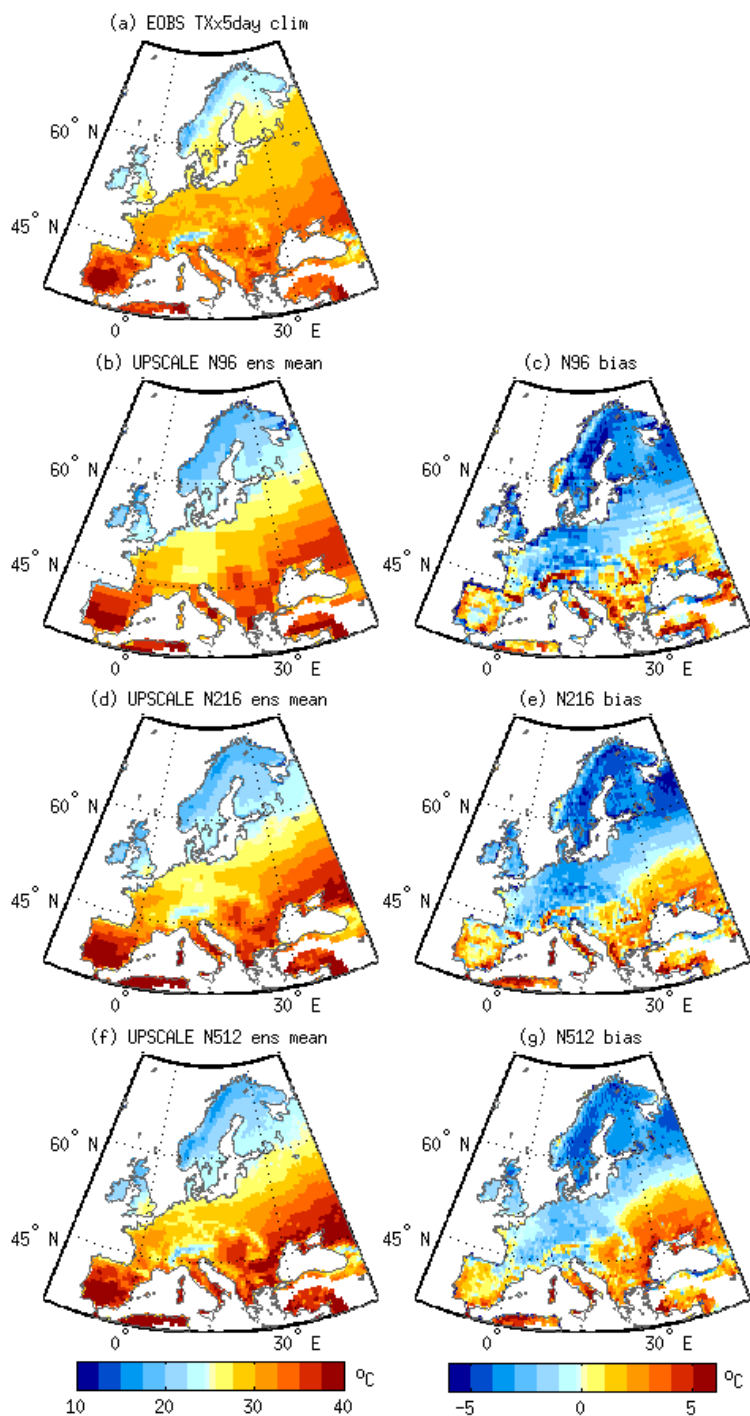 (a) EOBS TXx5day clim
60° N
45° N
0°
30° E
(b) UPSCALE N96 ens mean
(c) N96 bias
60° N
60° N
45° N
45° N
0°
30° E
0°
30° E
(d) UPSCALE N216 ens mean
(e) N216 bias
60° N
60° N
45° N
45° N
0°
30° E
0°
30° E
(f) UPSCALE N512 ens mean
(g) N512 bias
60° N
60° N
45° N
45° N
0°
30° E
0°
30° E
10 20 30 40 °C
-5 0 5 °C